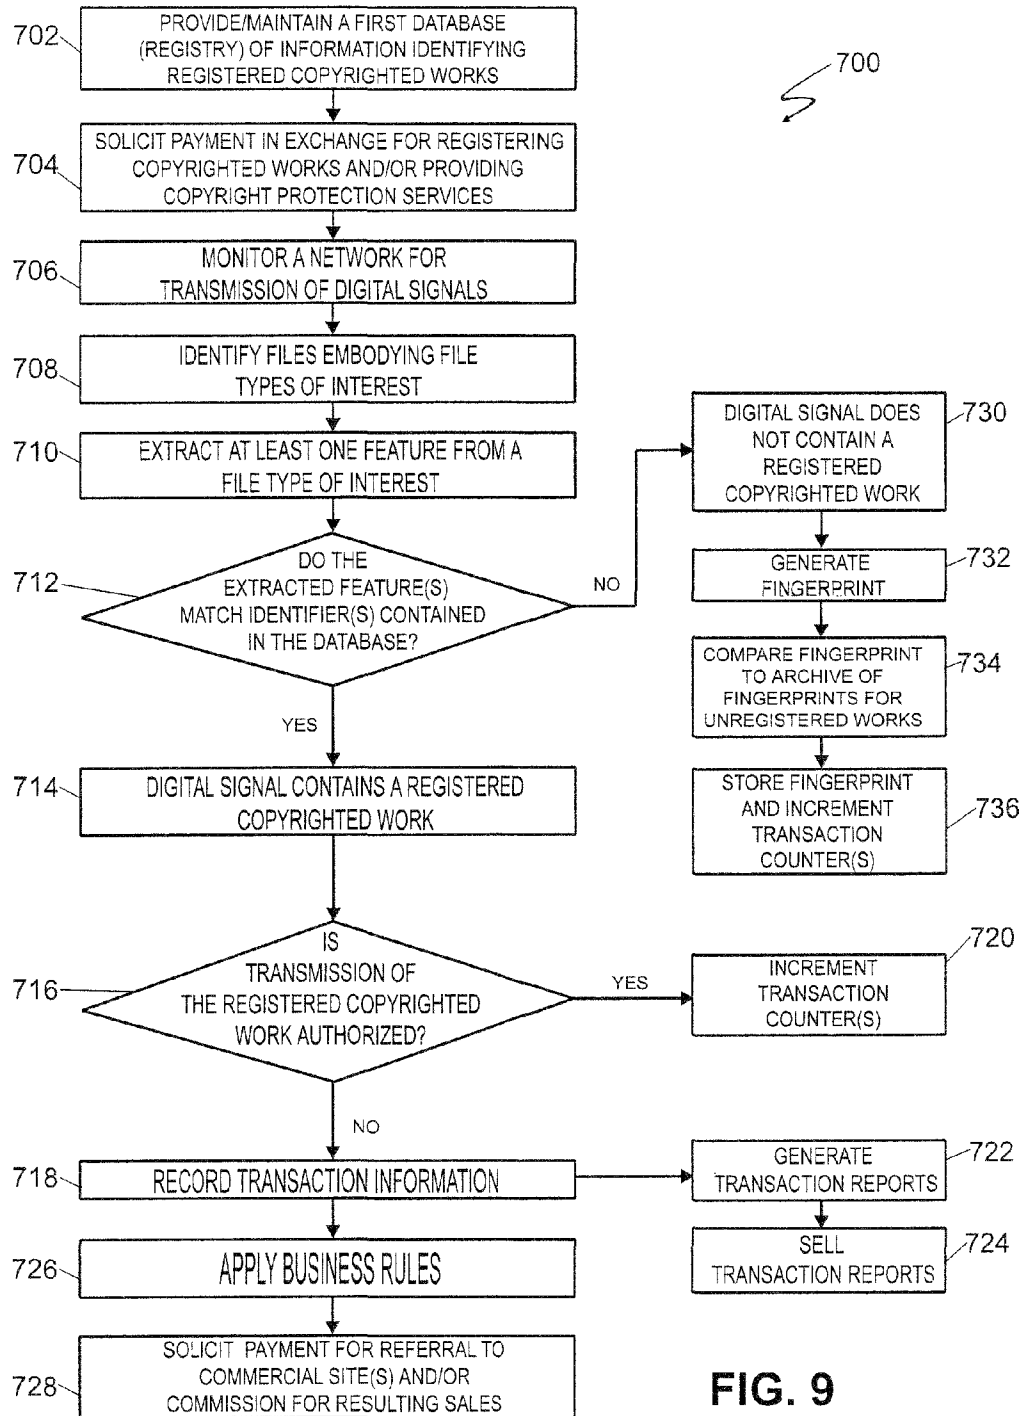 702
PROVIDE/MAINTAIN A FIRST DATABASE
(REGISTRY) OF INFORMATION IDENTIFYING
REGISTERED COPYRIGHTED WORKS
700
704
SOLICIT PAYMENT IN EXCHANGE FOR REGISTERING
COPYRIGHTED WORKS AND/OR PROVIDING
COPYRIGHT PROTECTION SERVICES
706
MONITOR A NETWORK FOR
TRANSMISSION OF DIGITAL SIGNALS
708
IDENTIFY FILES EMBODYING FILE
TYPES OF INTEREST
710
EXTRACT AT LEAST ONE FEATURE FROM A
FILE TYPE OF INTEREST
712
DO THE
EXTRACTED FEATURE(S)
MATCH IDENTIFIER(S) CONTAINED
IN THE DATABASE?
NO
YES
730
DIGITAL SIGNAL DOES
NOT CONTAIN A
REGISTERED
COPYRIGHTED WORK
732
GENERATE
FINGERPRINT
734
COMPARE FINGERPRINT
TO ARCHIVE OF
FINGERPRINTS FOR
UNREGISTERED WORKS
736
STORE FINGERPRINT
AND INCREMENT
TRANSACTION
COUNTER(S)
714
DIGITAL SIGNAL CONTAINS A REGISTERED
COPYRIGHTED WORK
716
IS
TRANSMISSION OF
THE REGISTERED COPYRIGHTED
WORK AUTHORIZED?
YES
NO
720
INCREMENT
TRANSACTION
COUNTER(S)
718
RECORD TRANSACTION INFORMATION
722
GENERATE
TRANSACTION REPORTS
724
SELL
TRANSACTION REPORTS
726
APPLY BUSINESS RULES
728
SOLICIT PAYMENT FOR REFERRAL TO
COMMERCIAL SITE(S) AND/OR
COMMISSION FOR RESULTING SALES
FIG. 9